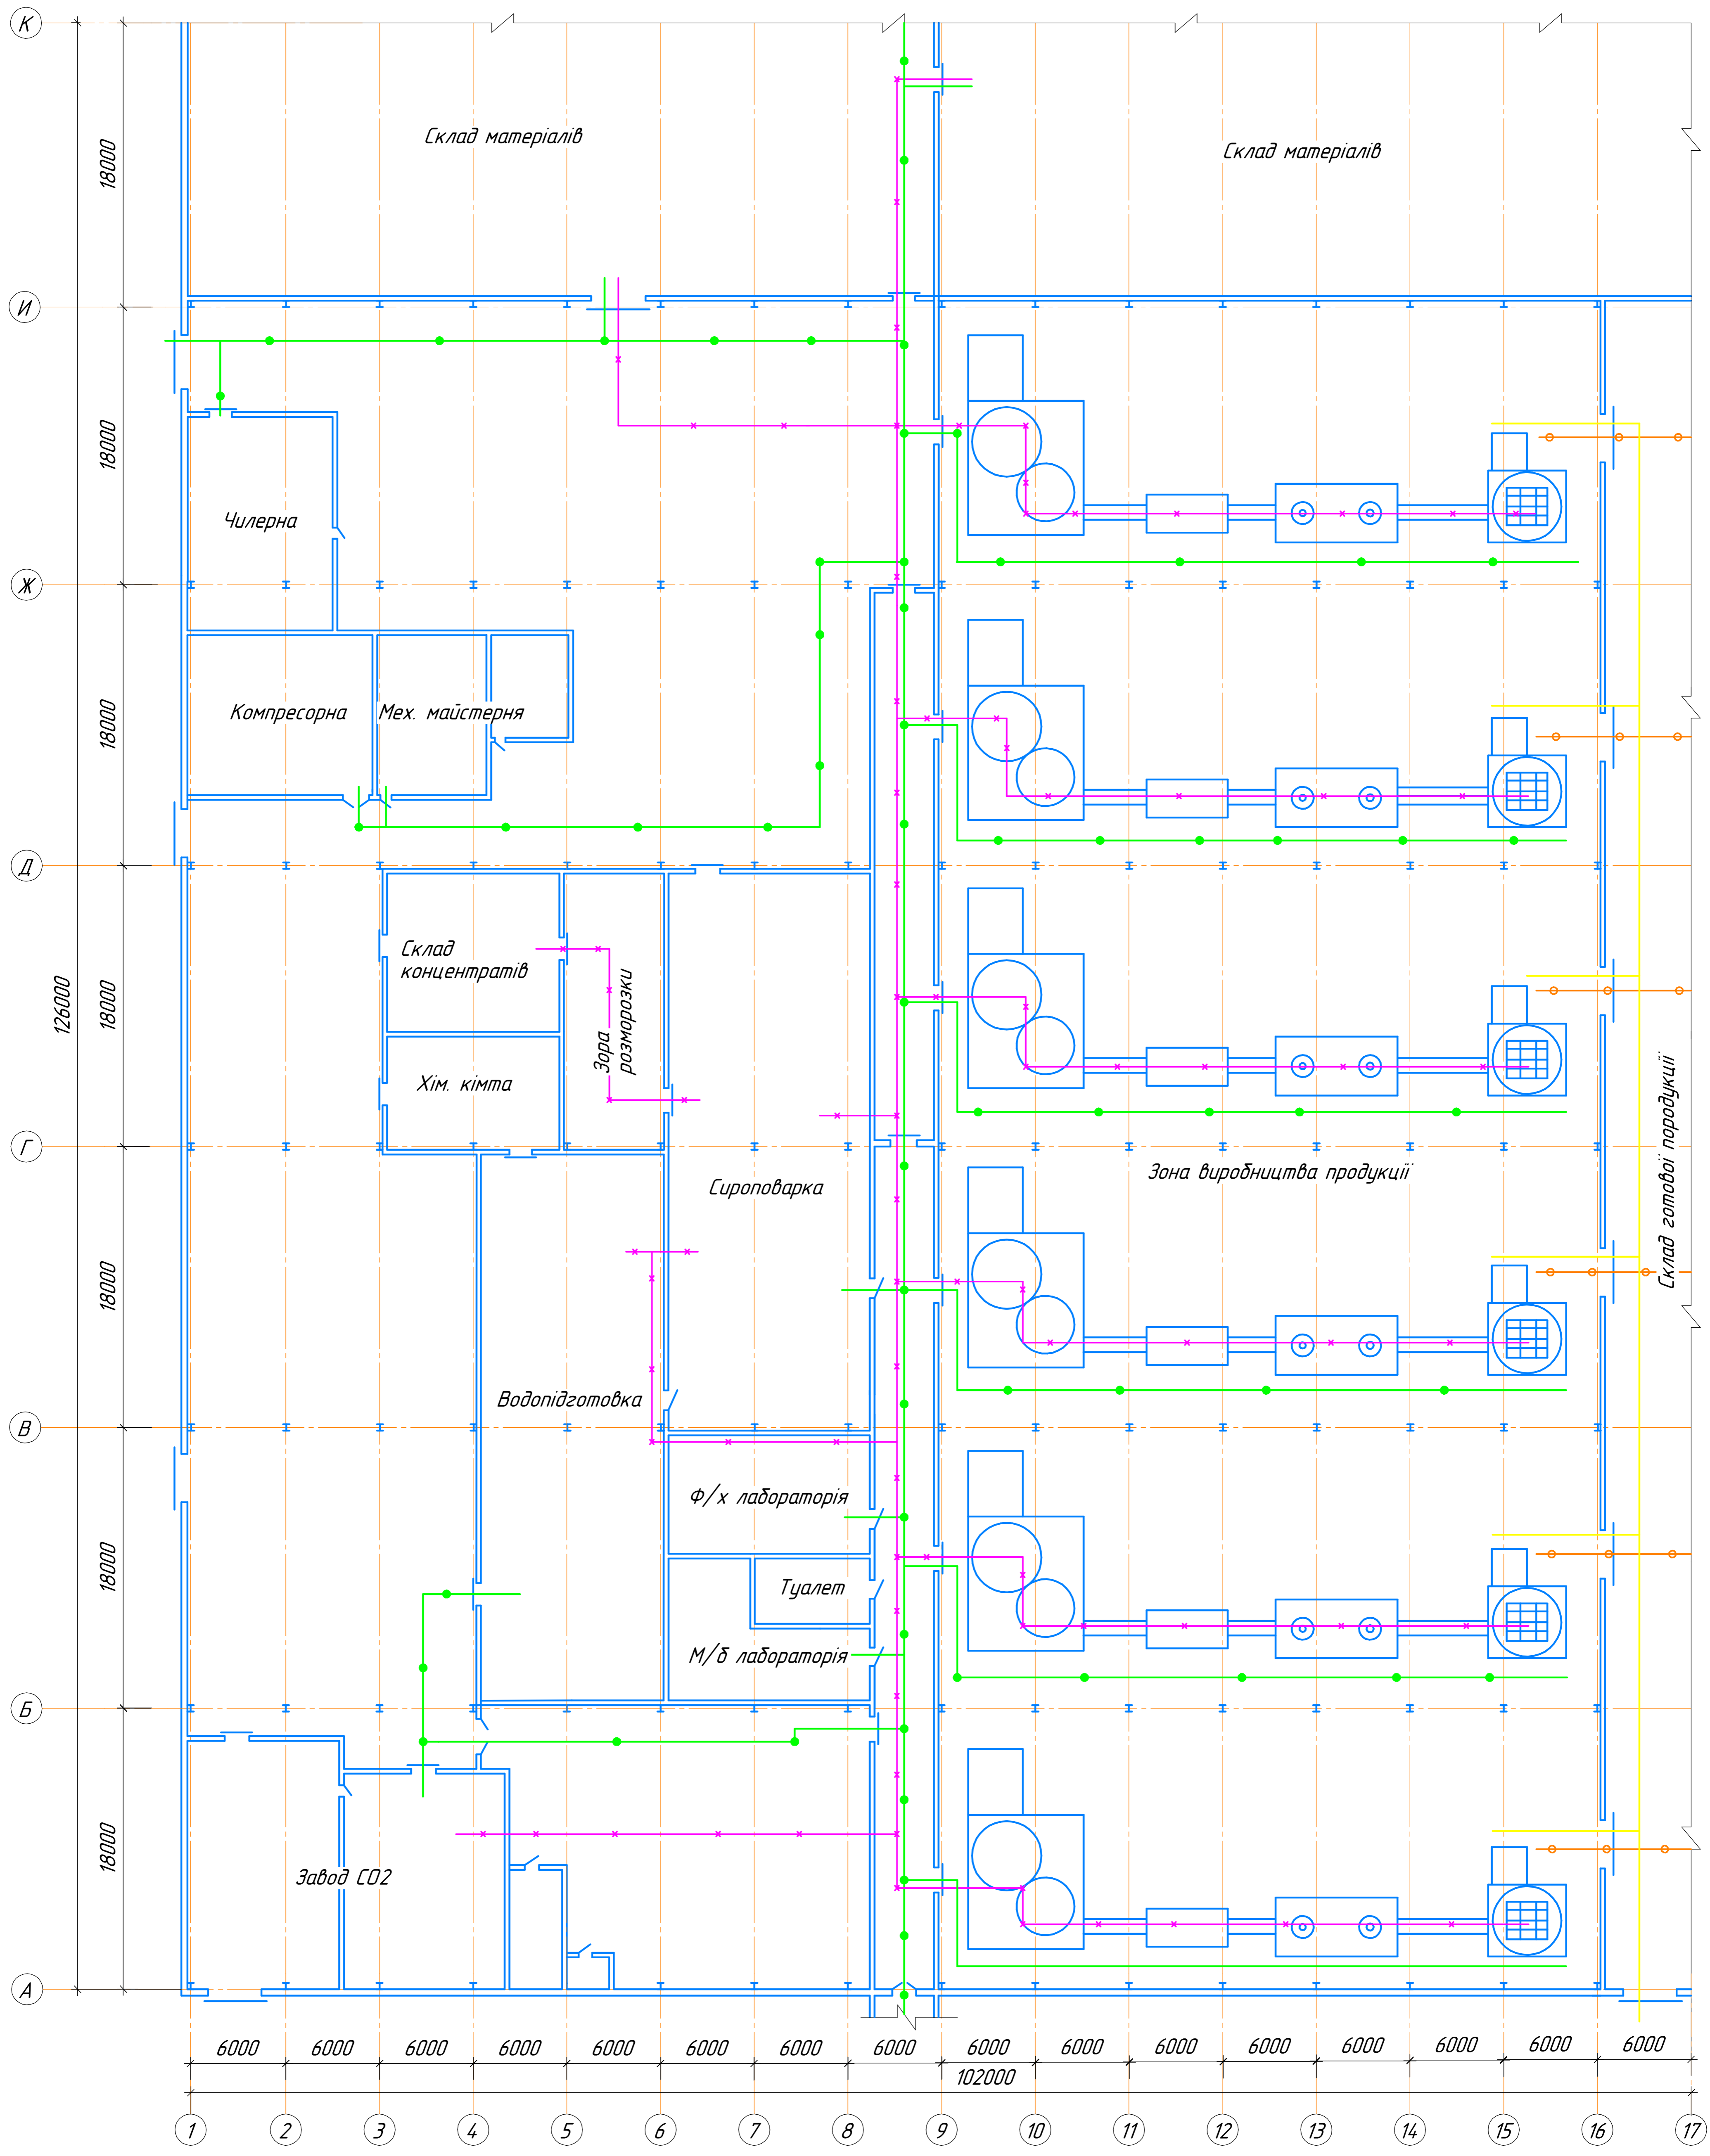 К
Склад матеріалів
Склад матеріалів
18000
И
18000
Чилерна
Ж
18000
Компресорна
Мех. майстерня
Д
126000
18000
Склад
концентратів
Зора
розморозки
Хім. кімта
Г
Сироповарка
Зона виробництва продукції
Склад готової породукції
18000
Водопідготовка
В
18000
Ф/х лабораторія
Туалет
М/б лабораторія
Б
18000
Завод СО2
А
6000 6000 6000 6000 6000 6000 6000 6000 6000 6000 6000 6000 6000 6000 6000 6000
102000
1 2 3 4 5 6 7 8 9 10 11 12 13 14 15 16 17